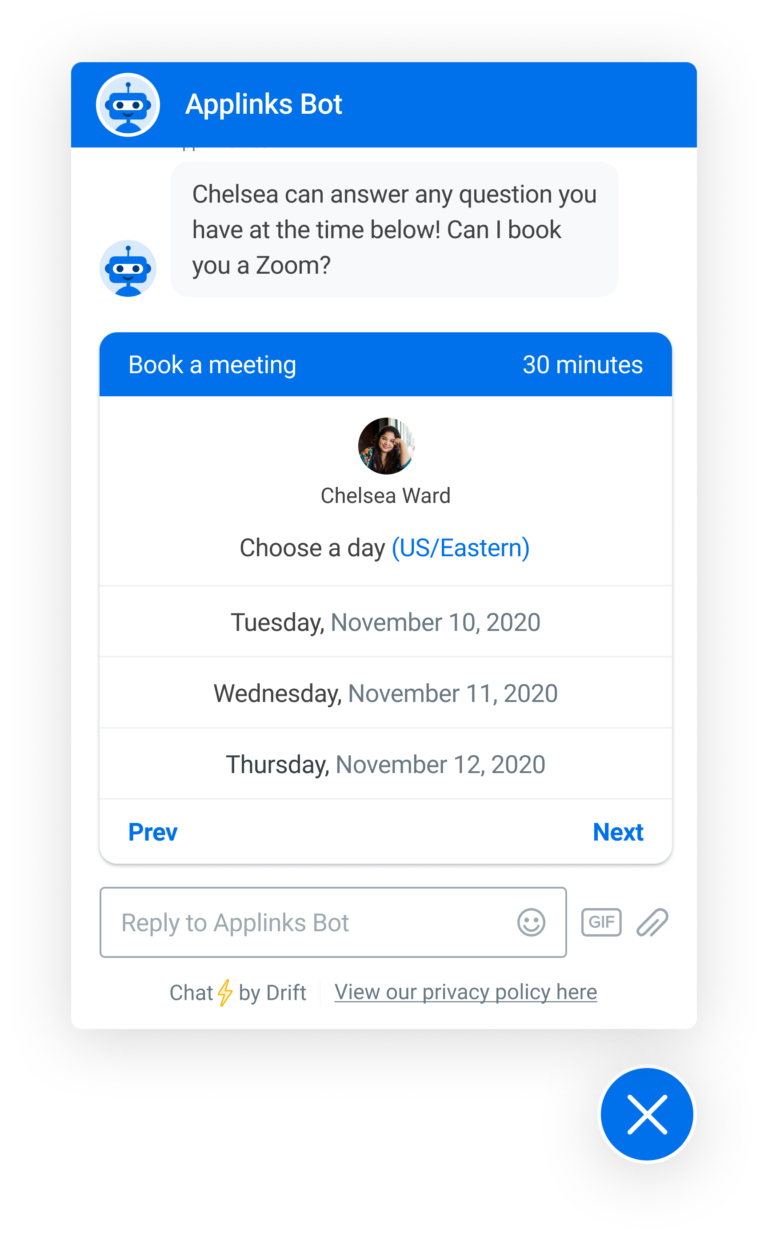 Applinks Bot
Chelsea can answer any question you
have at the time below! Can I book
you a Zoom?
Book a meeting 30 minutes
Chelsea Ward
Choose a day (US/Eastern)
Tuesday, November 10, 2020
Wednesday, November 11, 2020
Thursday, November 12, 2020
Prev Next
Reply to Applinks Bot GIF
Chat⚡by Drift View our privacy policy here